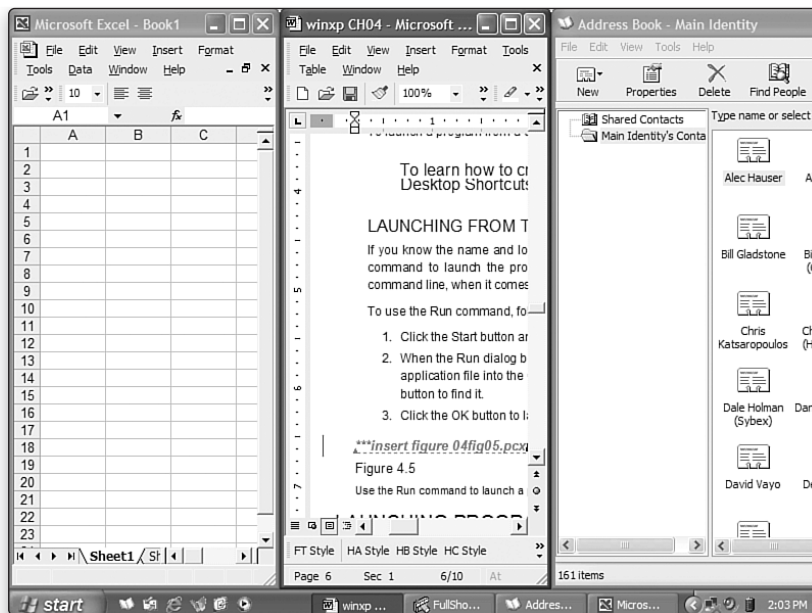 Microsoft Excel - Book1
File Edit View Insert Format
Tools Data Window Help
10
A1 fx
A B C
1
2
3
4
5
6
7
8
9
10
11
12
13
14
15
16
17
18
19
20
21
22
23
Sheet1 Sh
winxp CH04 - Microsoft ...
File Edit View Insert Format Tools
Table Window Help
100%
To launch a program from a
To learn how to cr
Desktop Shortcuts
LAUNCHING FROM T
If you know the name and lo
command to launch the pro
command line, when it comes
To use the Run command, fo
1. Click the Start button an
2. When the Run dialog b
application file into the
button to find it.
3. Click the OK button to la
***insert figure 04fig05.pcx
Figure 4.5
Use the Run command to launch a
LAUNCHING PROGR
FT Style HA Style HB Style HC Style
Page 6 Sec 1 6/10 At
Address Book - Main Identity
File Edit View Tools Help
New Properties Delete Find People
Shared Contacts
Main Identity's Conta
Type name or select
Alec Hauser
Bill Gladstone
Chris
Katsaropoulos
Dale Holman
(Sybex)
David Vayo
161 items
start winxp ... FullSho... Addres... Micros... 2:03 PM